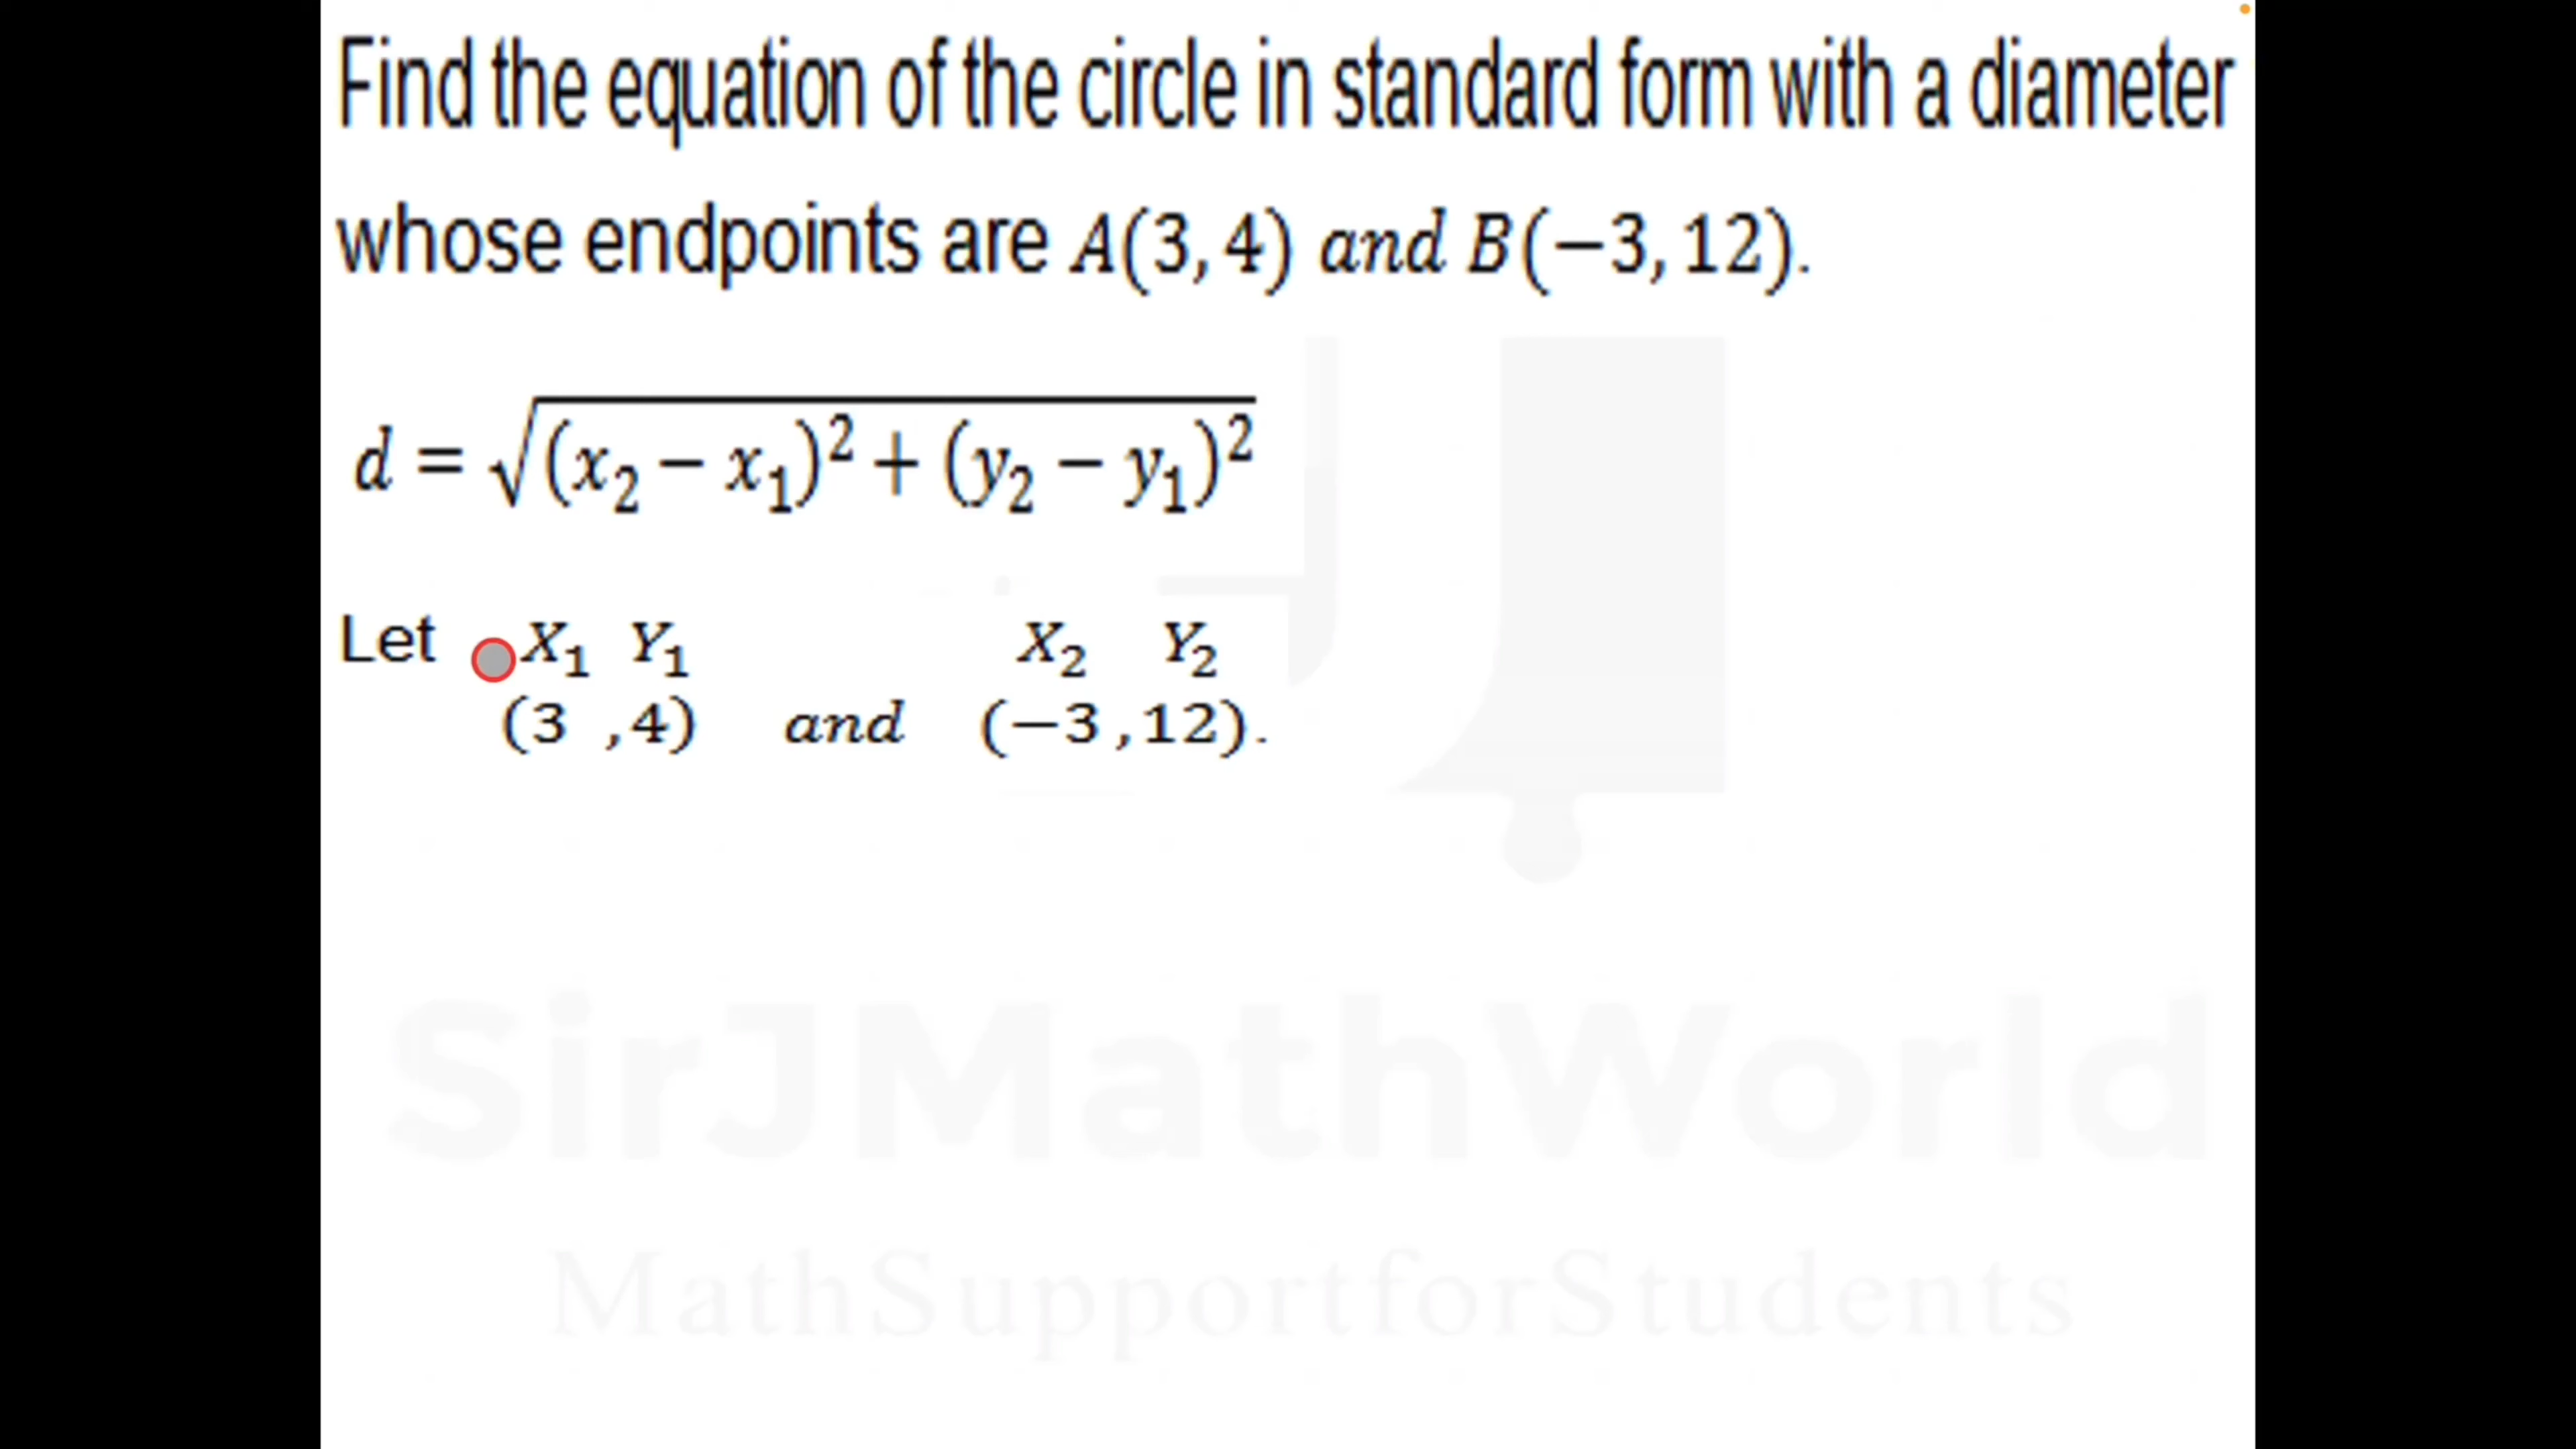 Find the equation of the circle in standard form with a diameter
whose endpoints are A(3, 4) and B(−3, 12).
d = √(x₂ − x₁)² + (y₂ − y₁)²
Let X₁ Y₁ X₂ Y₂
(3 ,4) and (−3 ,12).
SirJMathWorld
MathSupportforStudents